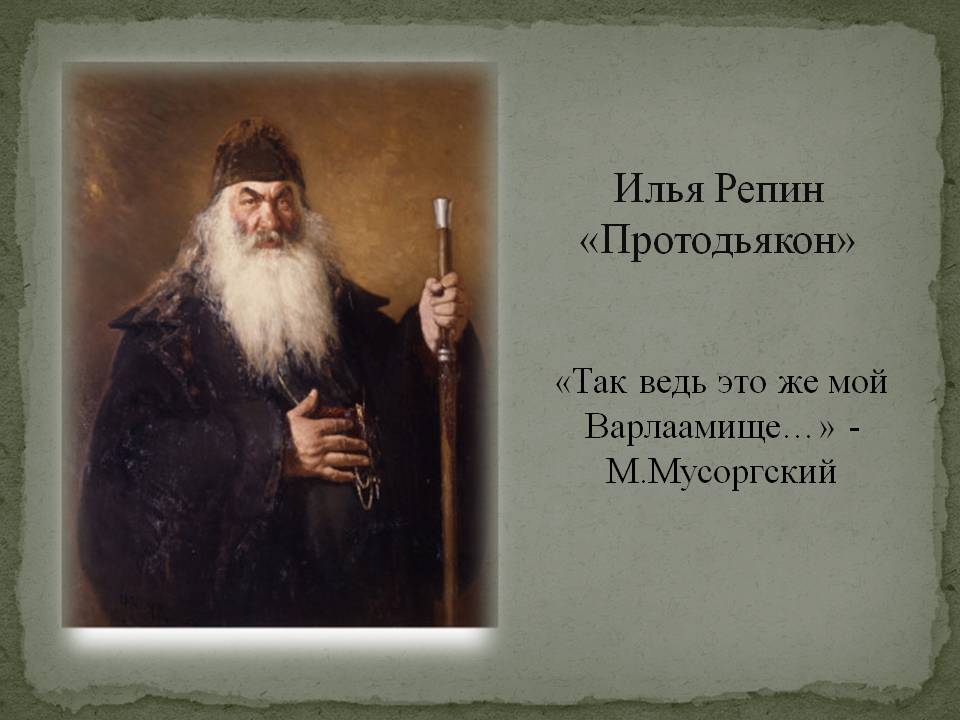 Илья Репин
«Протодьякон»
«Так ведь это же мой
Варлаамище…» -
М.Мусоргский